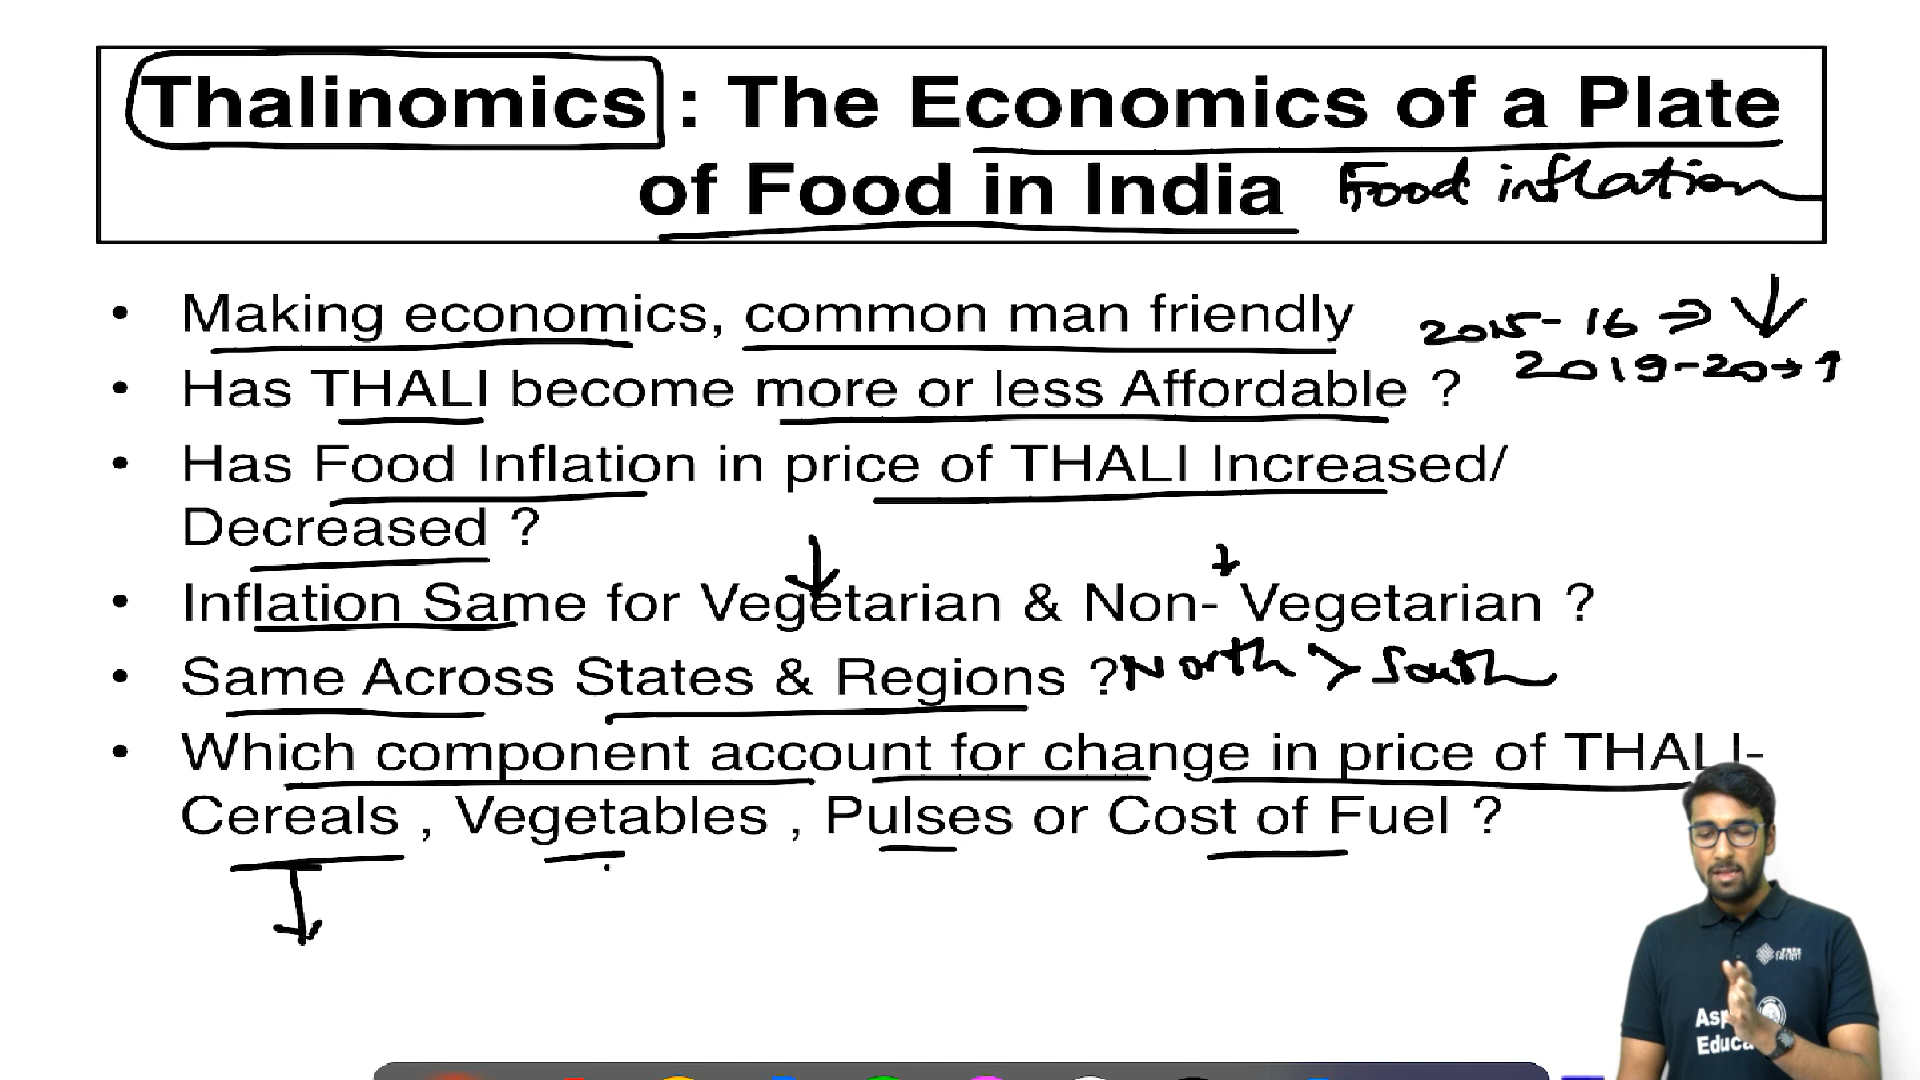 Thalinomics : The Economics of a Plate
of Food in India Food inflation
• Making economics, common man friendly 2015-16 ⇒ ↓
2019-20→ ↑
• Has THALI become more or less Affordable ?
• Has Food Inflation in price of THALI Increased/
Decreased ?
• Inflation Same for Vegetarian & Non- Vegetarian ?
• Same Across States & Regions ? North > South
• Which component account for change in price of THALI-
Cereals , Vegetables , Pulses or Cost of Fuel ?